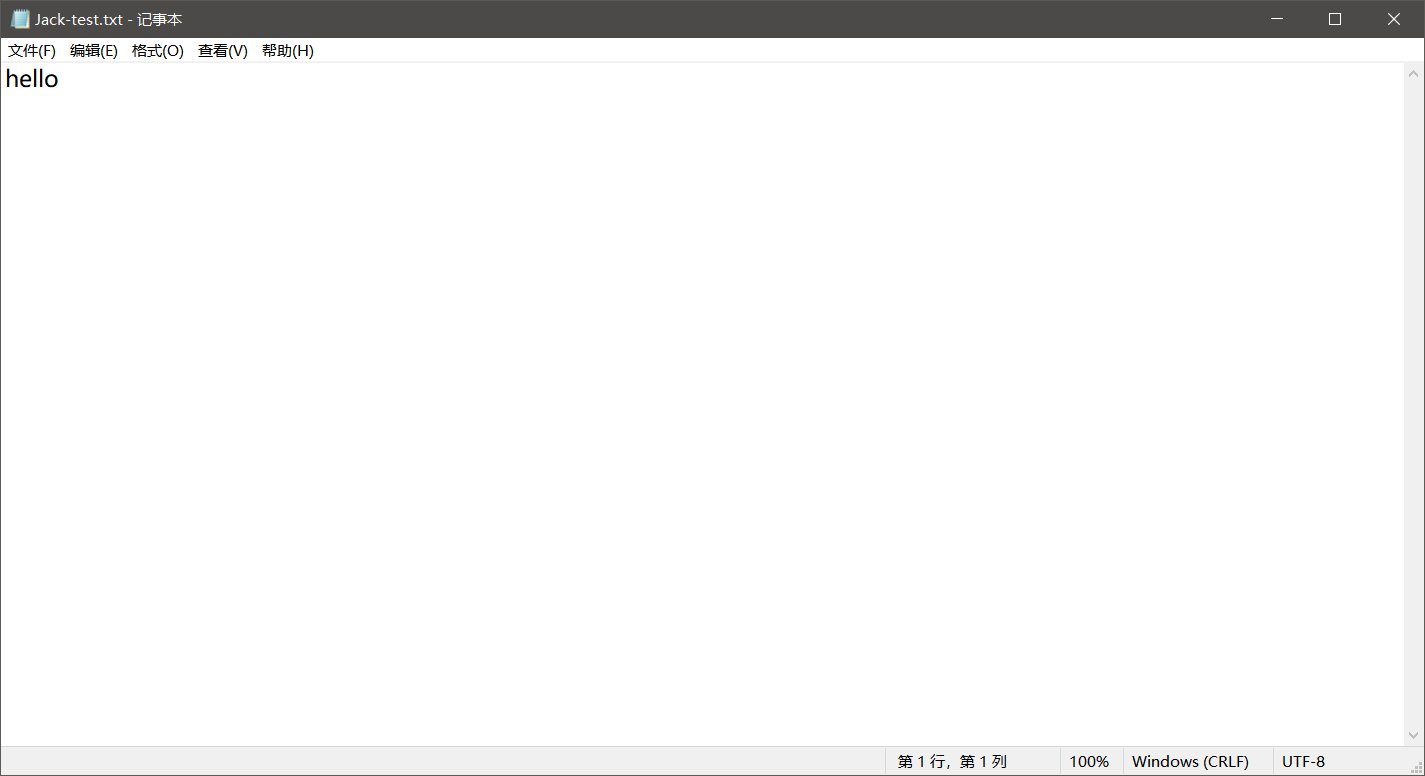 Jack-test.txt - 记事本
文件(F) 编辑(E) 格式(O) 查看(V) 帮助(H)
hello
第 1 行，第 1 列 100% Windows (CRLF) UTF-8